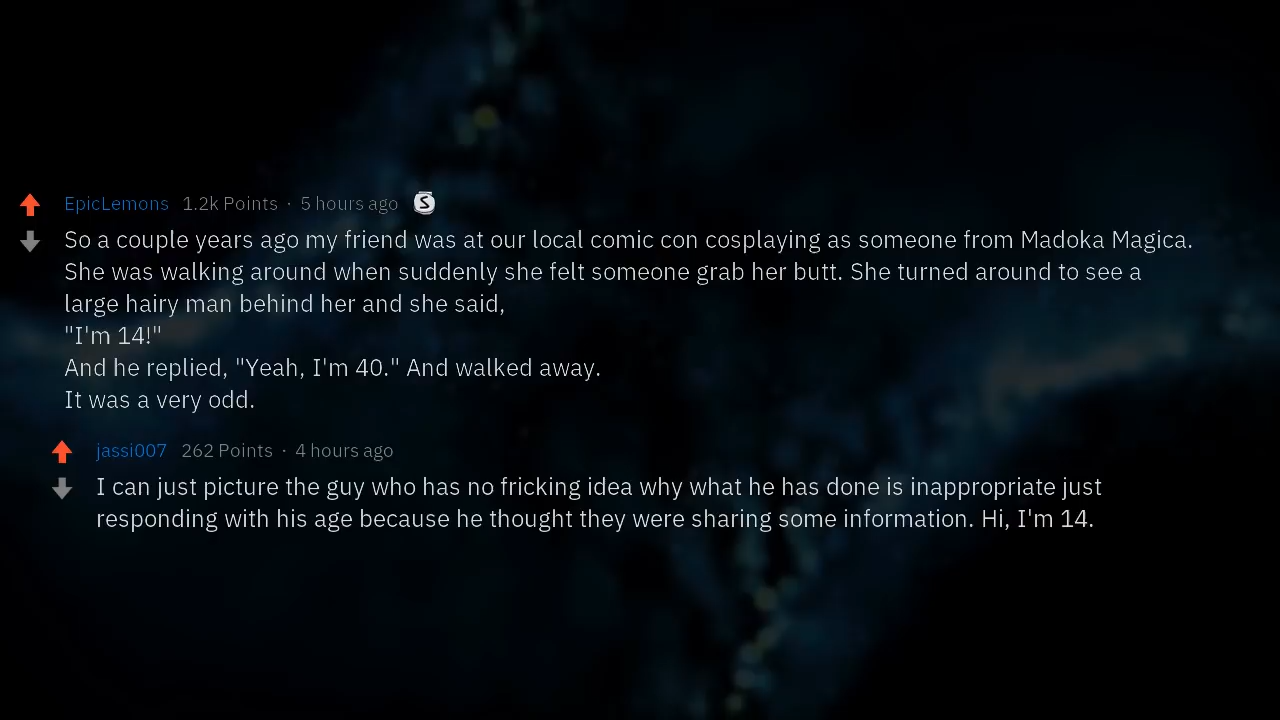 EpicLemons 1.2k Points · 5 hours ago S
So a couple years ago my friend was at our local comic con cosplaying as someone from Madoka Magica.
She was walking around when suddenly she felt someone grab her butt. She turned around to see a
large hairy man behind her and she said,
"I'm 14!"
And he replied, "Yeah, I'm 40." And walked away.
It was a very odd.
jassi007 262 Points · 4 hours ago
I can just picture the guy who has no fricking idea why what he has done is inappropriate just
responding with his age because he thought they were sharing some information. Hi, I'm 14.